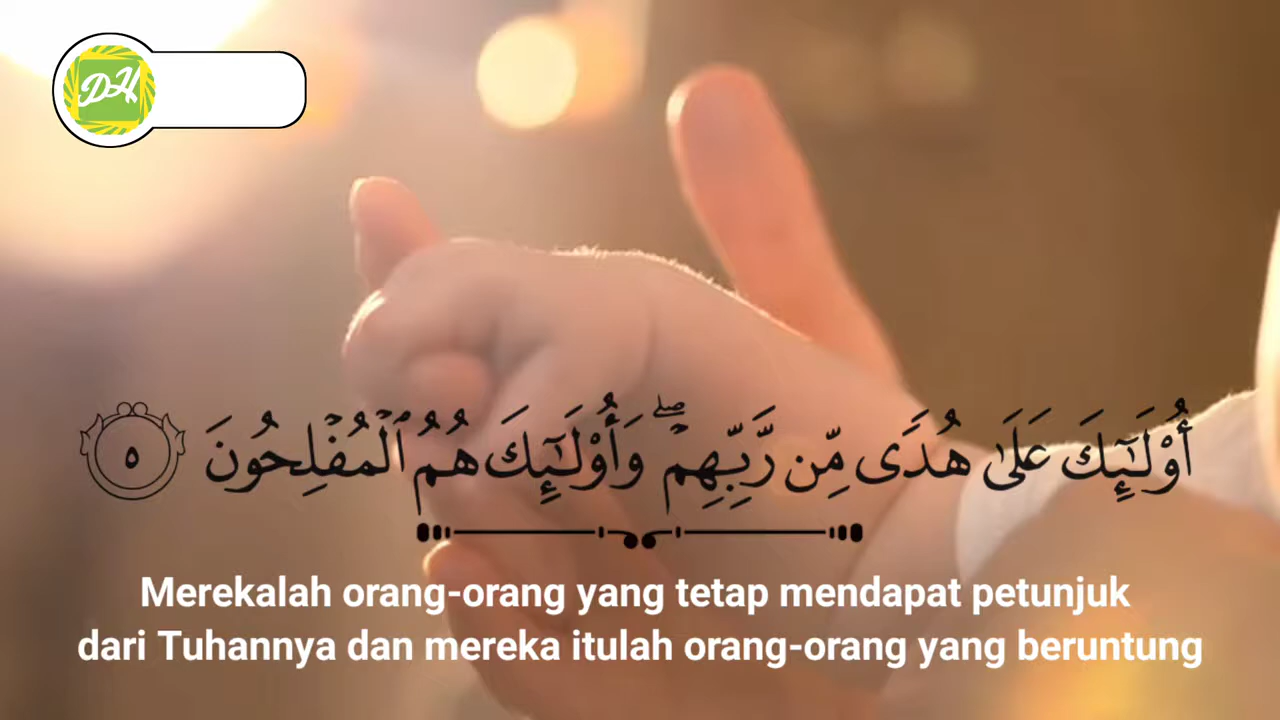 DH
أُوْلَـٰٓئِكَ عَلَىٰ هُدًى مِّن رَّبِّهِمْۖ وَأُوْلَـٰٓئِكَ هُمُ ٱلْمُفْلِحُونَ ٥
Merekalah orang-orang yang tetap mendapat petunjuk
dari Tuhannya dan mereka itulah orang-orang yang beruntung